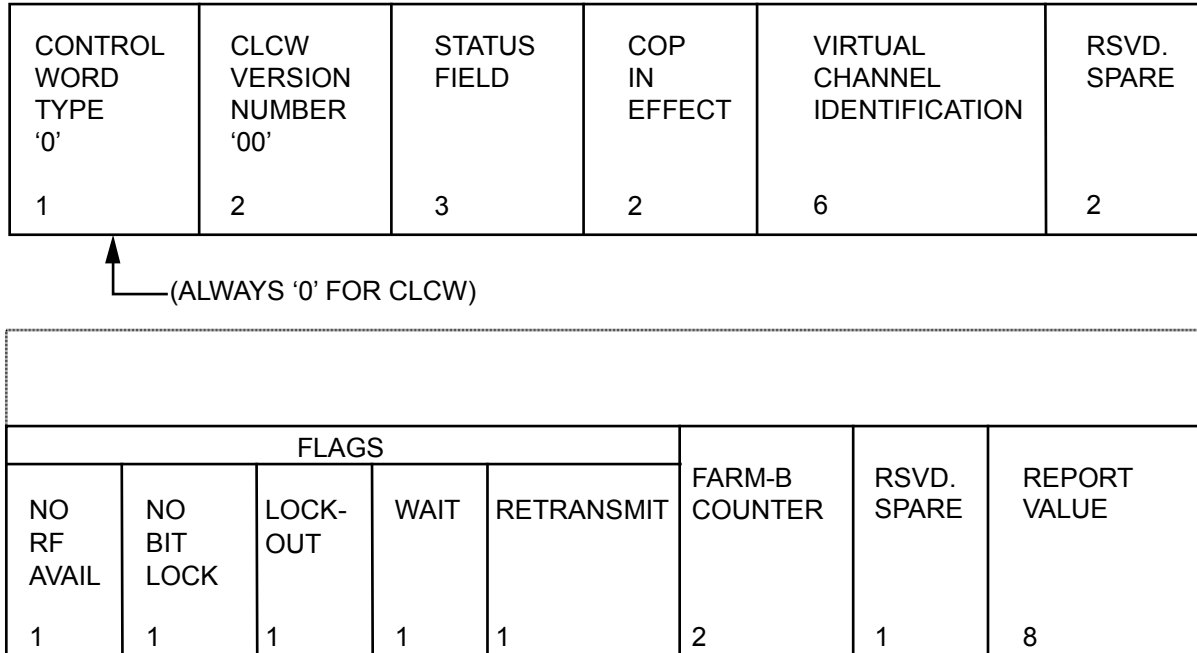 CONTROL WORD TYPE ‘0’
1
CLCW VERSION NUMBER ‘00’
2
STATUS FIELD
3
COP IN EFFECT
2
VIRTUAL CHANNEL IDENTIFICATION
6
RSVD. SPARE
2
(ALWAYS ‘0’ FOR CLCW)
FLAGS
NO RF AVAIL
1
NO BIT LOCK
1
LOCK-
OUT
1
WAIT
1
RETRANSMIT
1
FARM-B COUNTER
2
RSVD. SPARE
1
REPORT VALUE
8